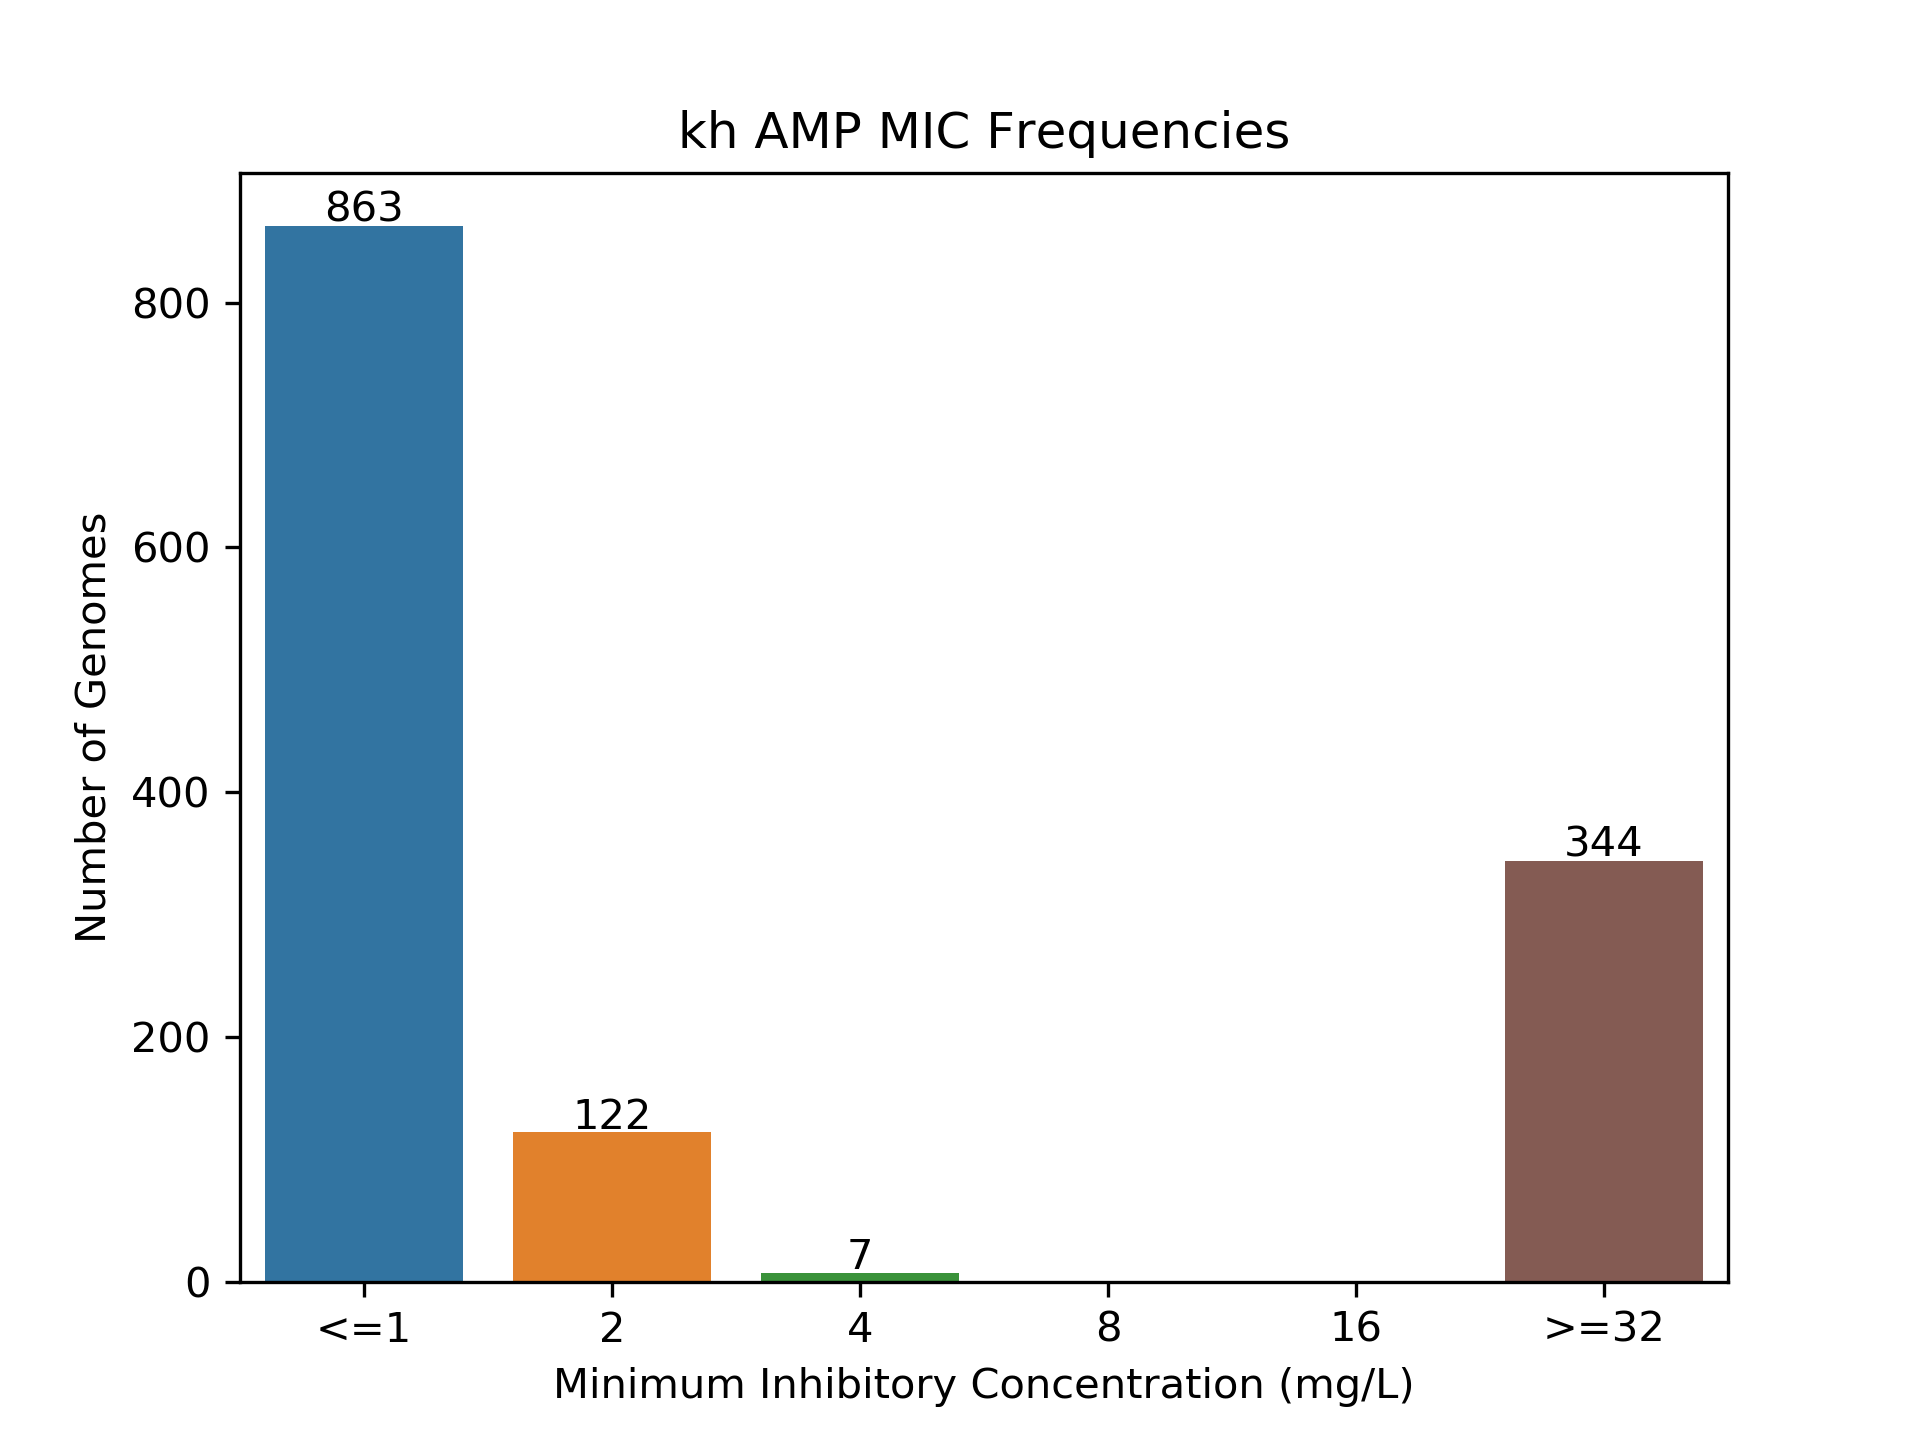 kh AMP MIC Frequencies
863
800
600
Number of Genomes
400
344
200
122
7
0
<=1 2 4 8 16 >=32
Minimum Inhibitory Concentration (mg/L)